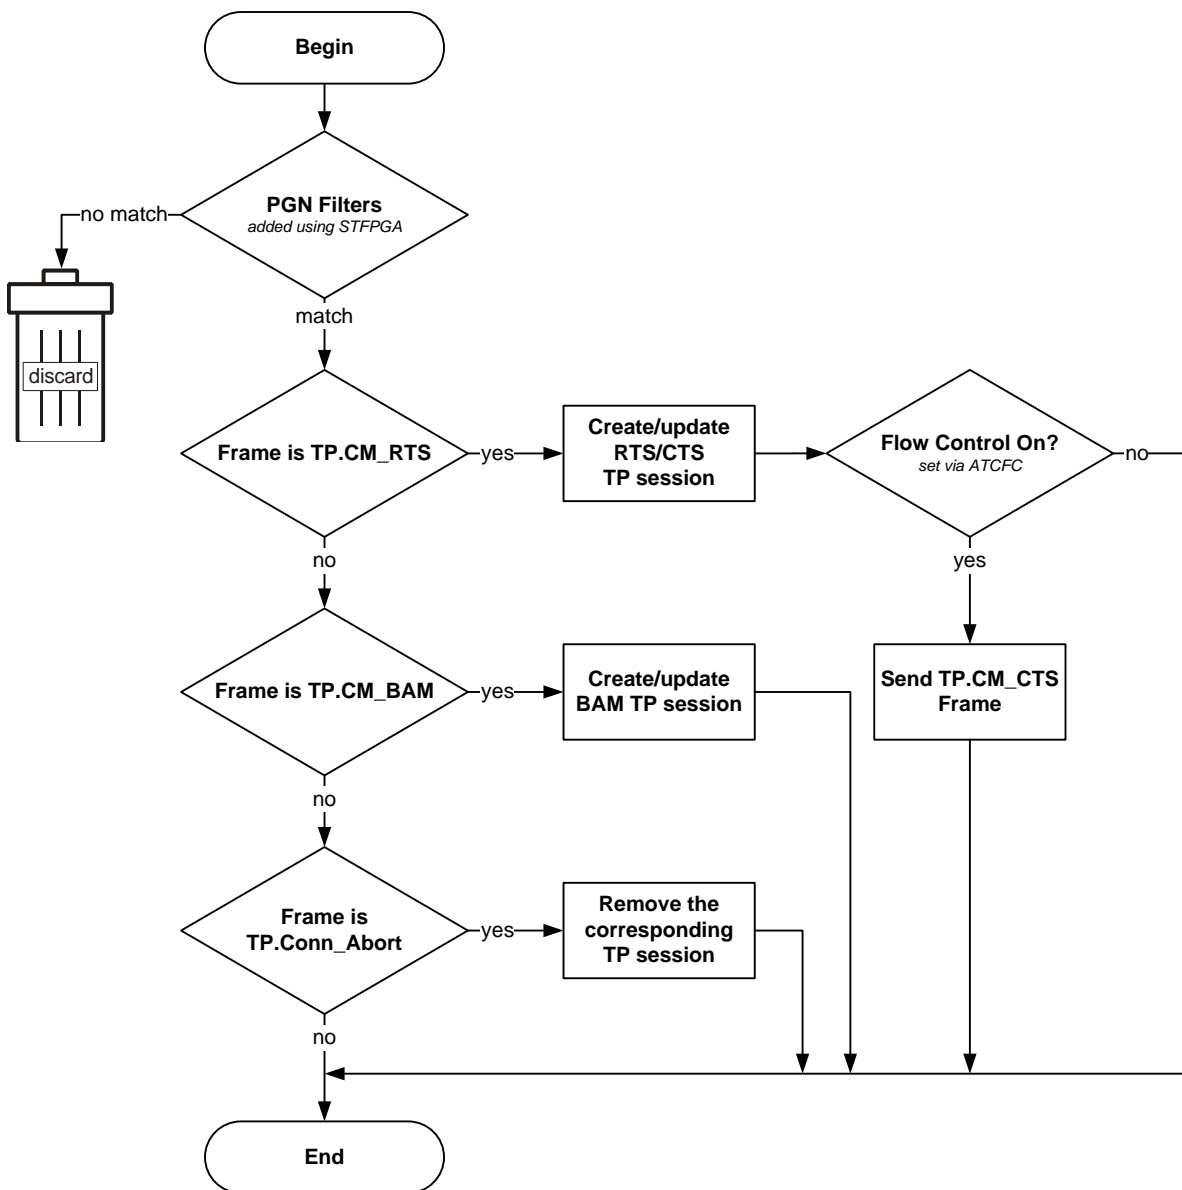 Begin
PGN Filters
added using STFPGA
no match
discard
match
Frame is TP.CM_RTS
yes
Create/update
RTS/CTS
TP session
Flow Control On?
set via ATCFC
no
no
yes
Frame is TP.CM_BAM
yes
Create/update
BAM TP session
Send TP.CM_CTS
Frame
no
Frame is
TP.Conn_Abort
yes
Remove the
corresponding
TP session
no
End